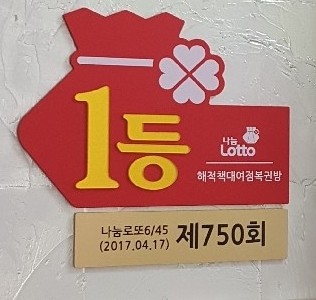 1등
나눔
Lotto
해적책대여점복권방
나눔로또6/45
(2017.04.17)
제750회